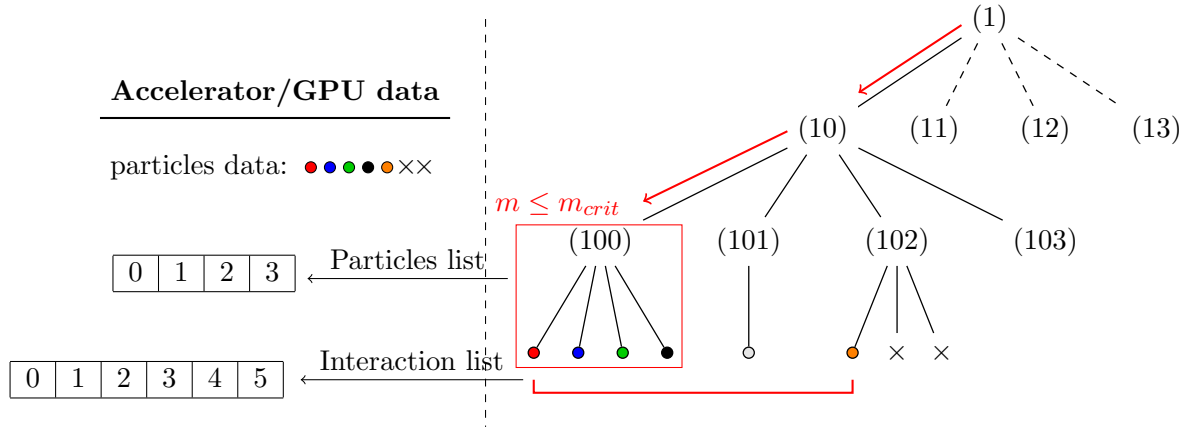 (1)
Accelerator/GPU data
(10) (11) (12) (13)
particles data: ××
m ≤ m_crit
(100) (101) (102) (103)
Particles list
0 1 2 3
× ×
Interaction list
0 1 2 3 4 5